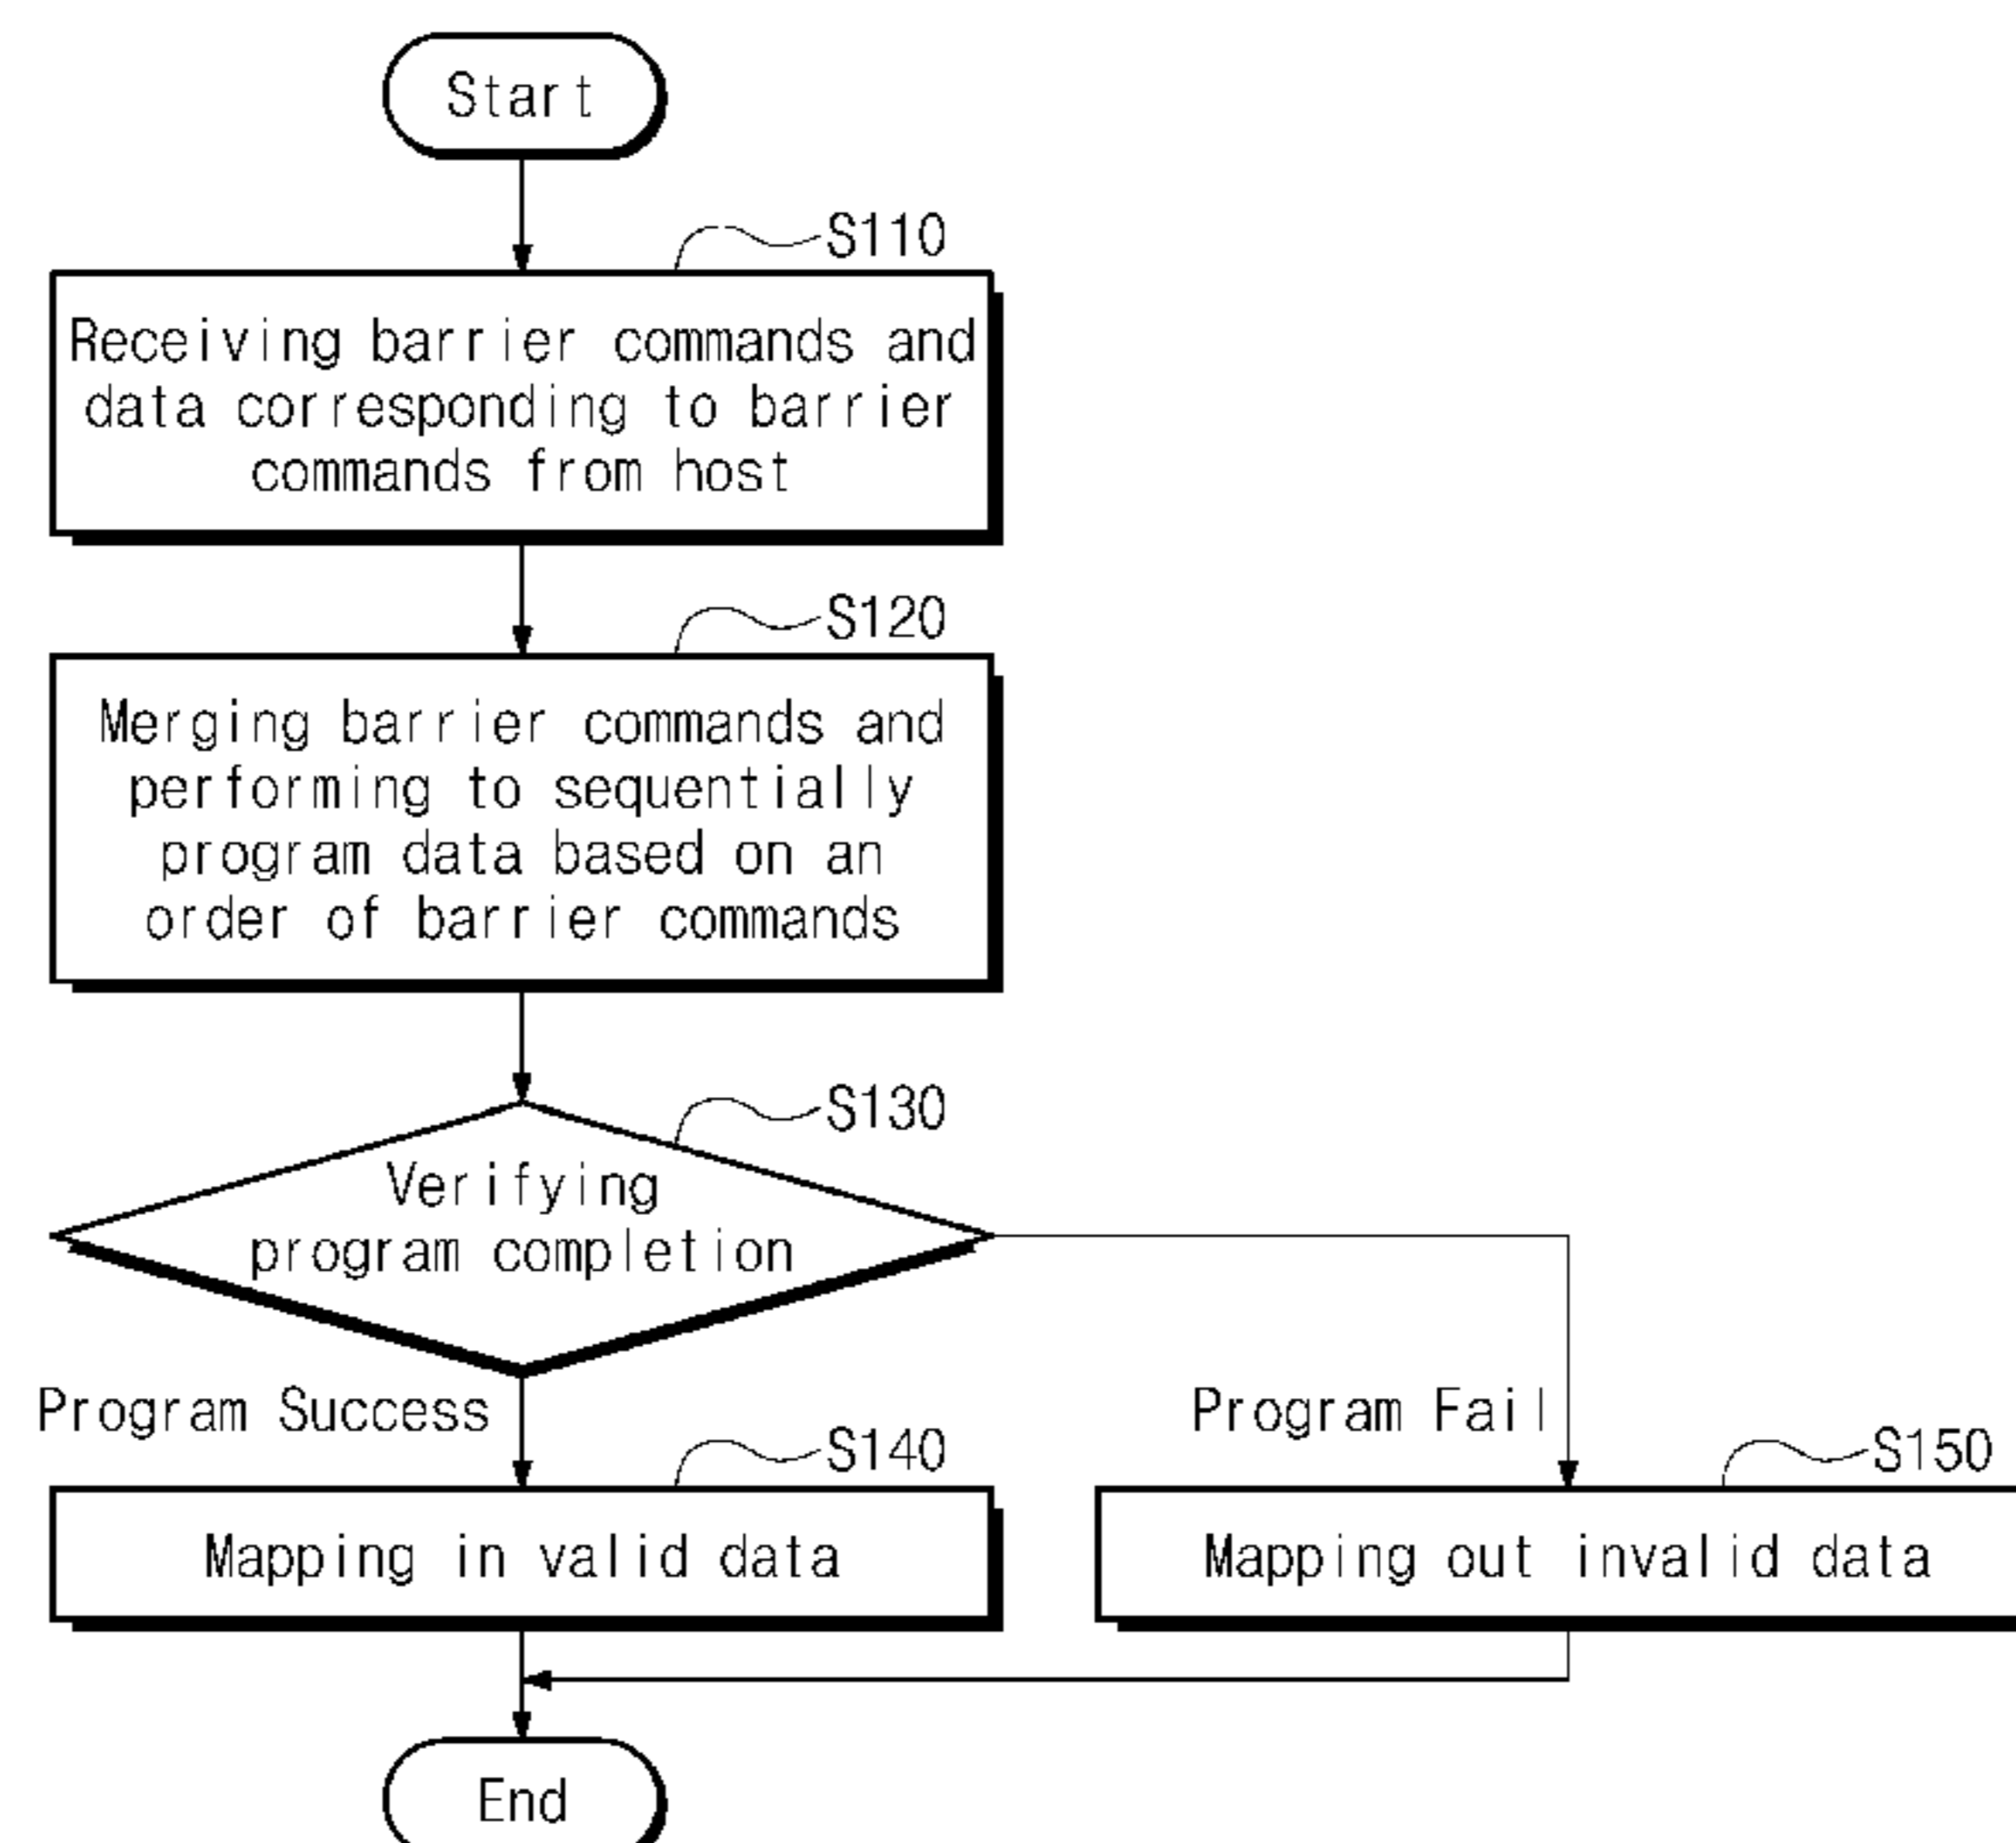 Start
S110
Receiving barrier commands and
data corresponding to barrier
commands from host
S120
Merging barrier commands and
performing to sequentially
program data based on an
order of barrier commands
S130
Verifying
program completion
Program Success
Program Fail
S140
S150
Mapping in valid data
Mapping out invalid data
End